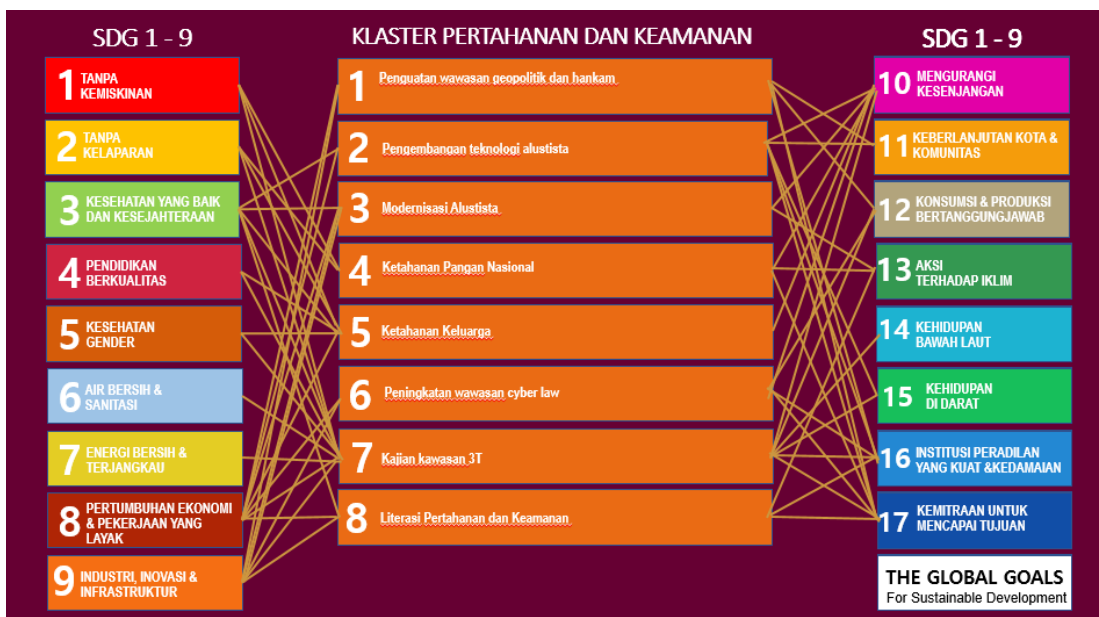 SDG 1 - 9
1 TANPA
KEMISKINAN
2 TANPA
KELAPARAN
3 KESEHATAN YANG BAIK
DAN KESEJAHTERAAN
4 PENDIDIKAN
BERKUALITAS
5 KESEHATAN
GENDER
6 AIR BERSIH &
SANITASI
7 ENERGI BERSIH &
TERJANGKAU
8 PERTUMBUHAN EKONOMI
& PEKERJAAN YANG
LAYAK
9 INDUSTRI, INOVASI &
INFRASTRUKTUR
KLASTER PERTAHANAN DAN KEAMANAN
1 Penguatan wawasan geopolitik dan hankam
2 Pengembangan teknologi alustista
3 Modernisasi Alustista
4 Ketahanan Pangan Nasional
5 Ketahanan Keluarga
6 Peningkatan wawasan cyber law
7 Kajian kawasan 3T
8 Literasi Pertahanan dan Keamanan
SDG 1 - 9
10 MENGURANGI
KESENJANGAN
11 KEBERLANJUTAN KOTA &
KOMUNITAS
12 KONSUMSI & PRODUKSI
BERTANGGUNGJAWAB
13 AKSI
TERHADAP IKLIM
14 KEHIDUPAN
BAWAH LAUT
15 KEHIDUPAN
DI DARAT
16 INSTITUSI PERADILAN
YANG KUAT &KEDAMAIAN
17 KEMITRAAN UNTUK
MENCAPAI TUJUAN
THE GLOBAL GOALS
For Sustainable Development